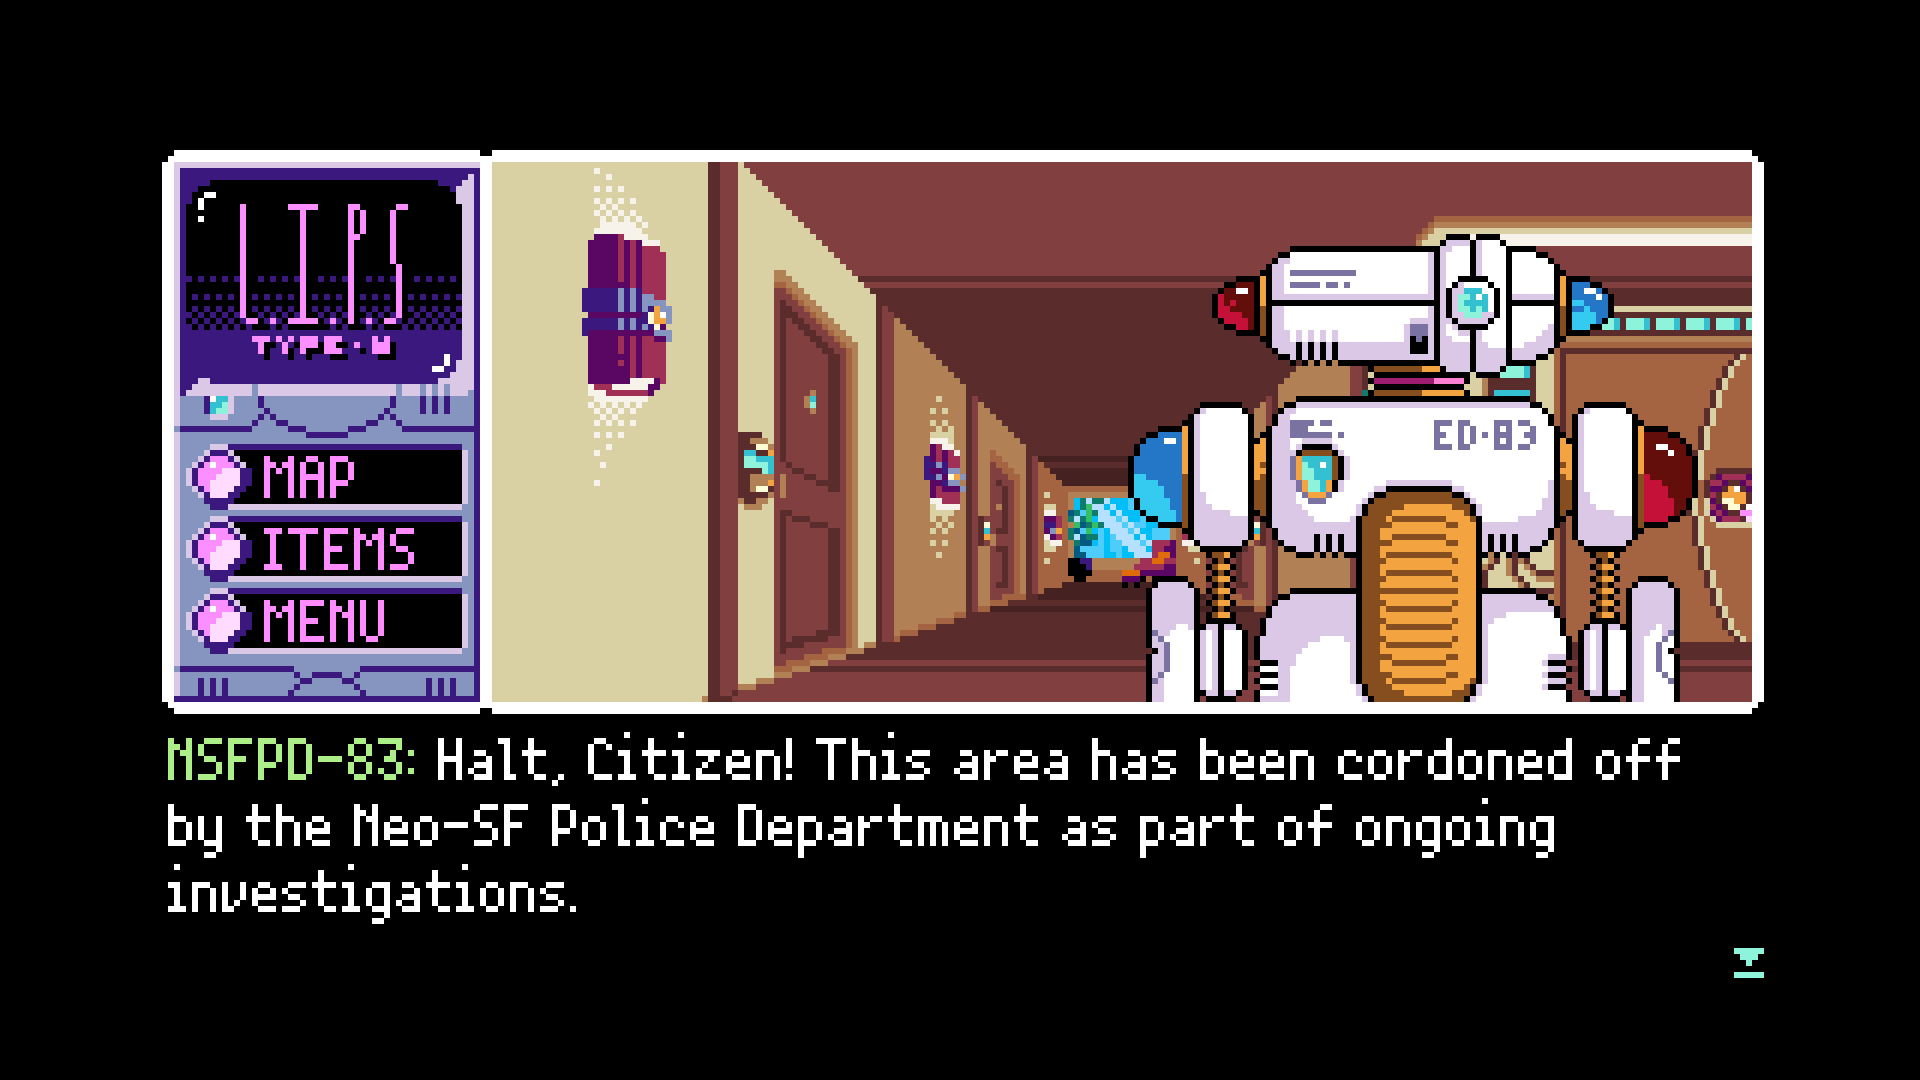 L.I.P.S
TYPE·W
MAP
ITEMS
MENU
ED·83
NSFPD-83: Halt, Citizen! This area has been cordoned off
by the Neo-SF Police Department as part of ongoing
investigations.